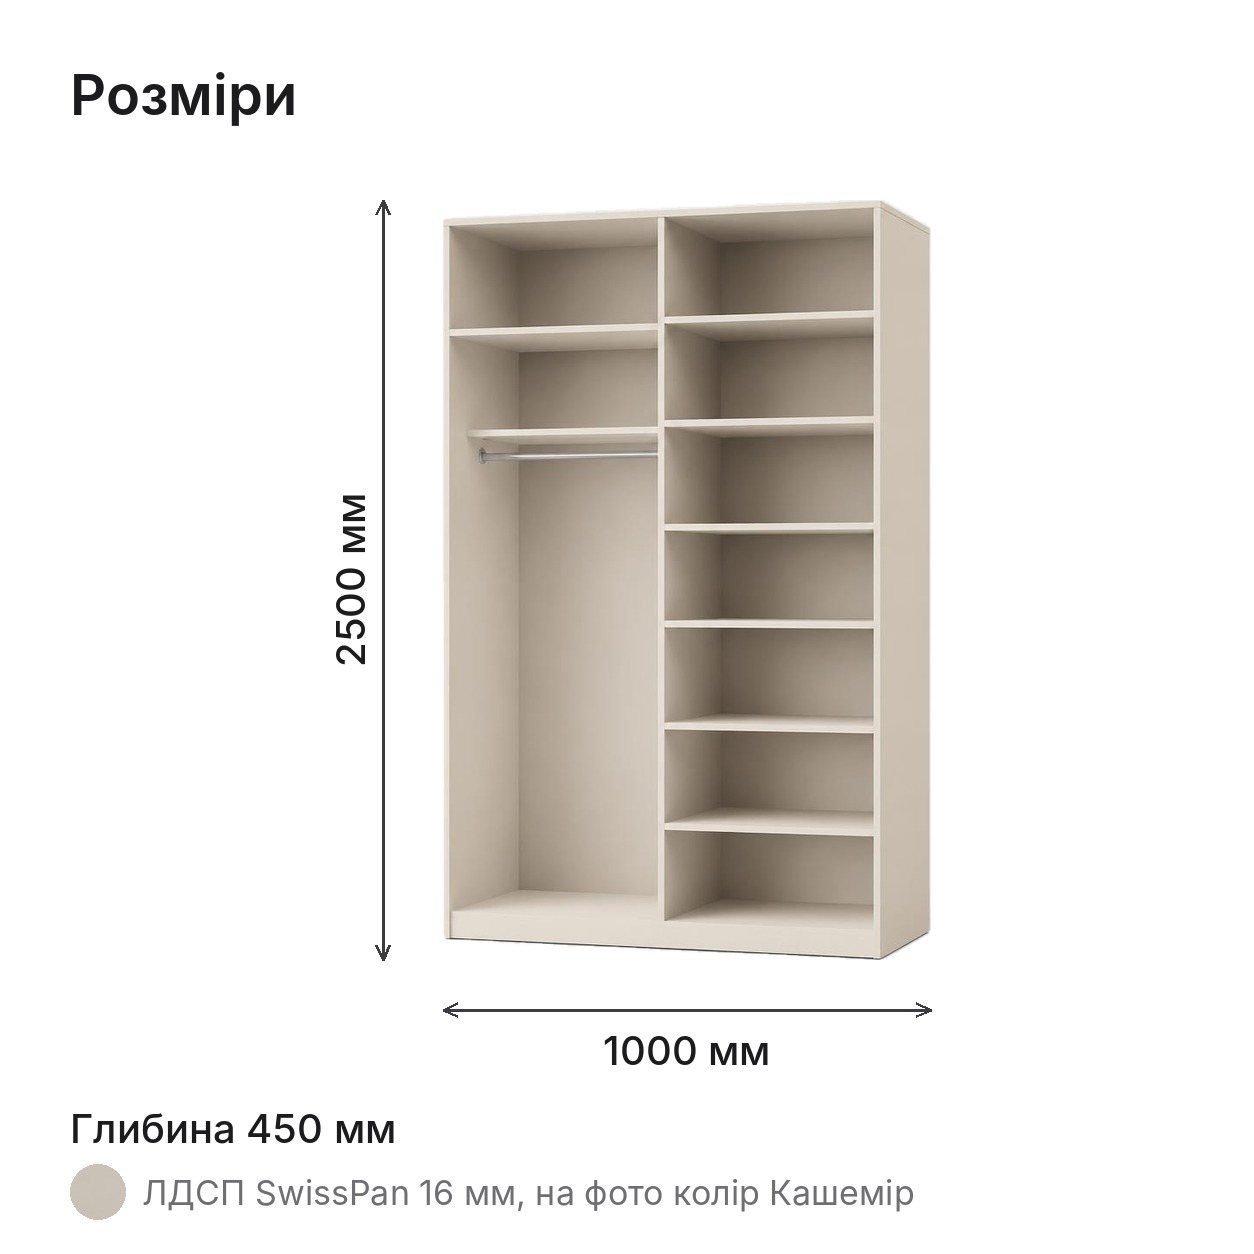 Розміри
2500 мм
1000 мм
Глибина 450 мм
ЛДСП SwissPan 16 мм, на фото колір Кашемір